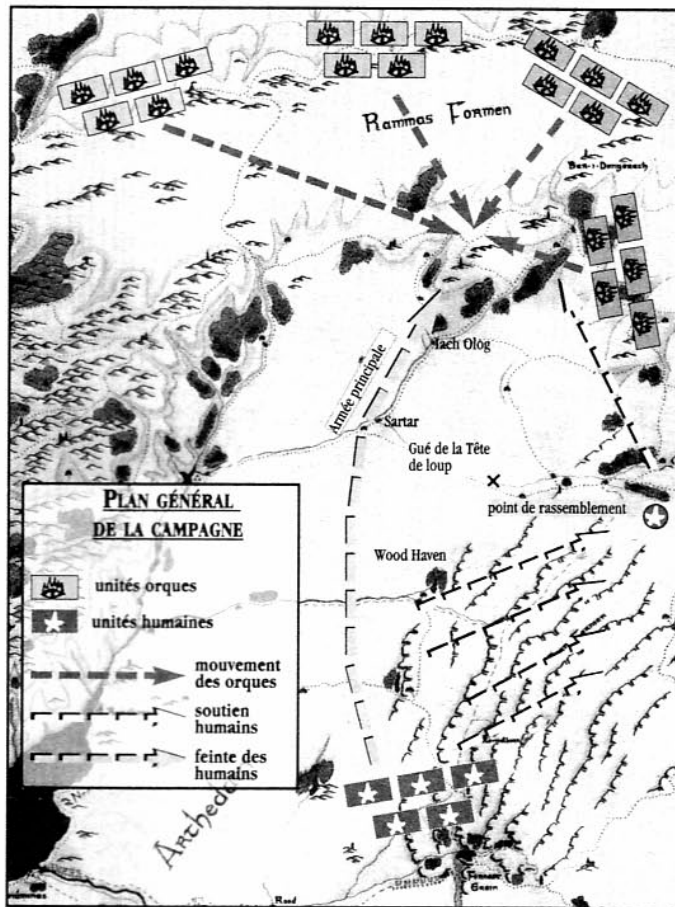 Rammas Formen
Iach Olog
Armée principale
Sartar
Gué de la Tête
de loup
point de rassemblement
Wood Haven
PLAN GÉNÉRAL
DE LA CAMPAGNE
unités orques
unités humaines
mouvement
des orques
soutien
humains
feinte des
humains
Road